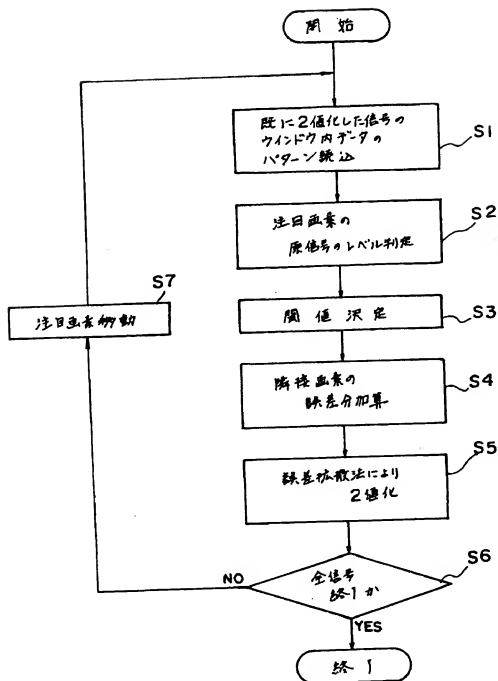 開始
既に2値化した信号の
ウインドウ内データの
パターン読込
S1
注目画素の
原信号のレベル判定
S2
閾値決定
S3
隣接画素の
誤差分加算
S4
誤差拡散法により
2値化
S5
全信号
終了か
S6
NO
YES
S7
注目画素移動
終了